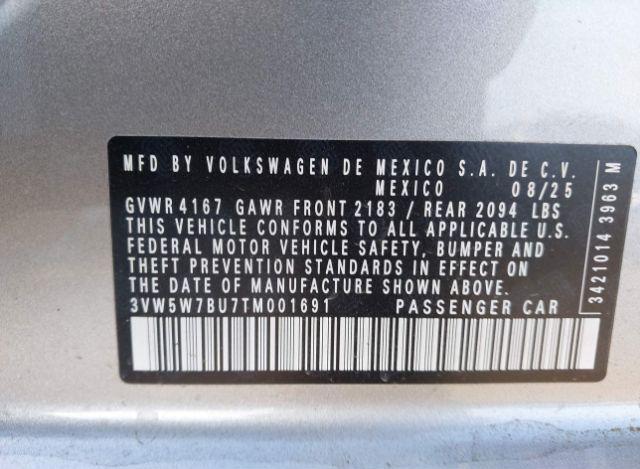 MFD BY VOLKSWAGEN DE MEXICO S.A. DE C.V.
MEXICO 08/25
GVWR 4167 GAWR FRONT 2183 / REAR 2094 LBS
THIS VEHICLE CONFORMS TO ALL APPLICABLE U.S.
FEDERAL MOTOR VEHICLE SAFETY, BUMPER AND
THEFT PREVENTION STANDARDS IN EFFECT ON
THE DATE OF MANUFACTURE SHOWN ABOVE.
3VW5W7BU7TM001691 PASSENGER CAR
34210144 3963 M